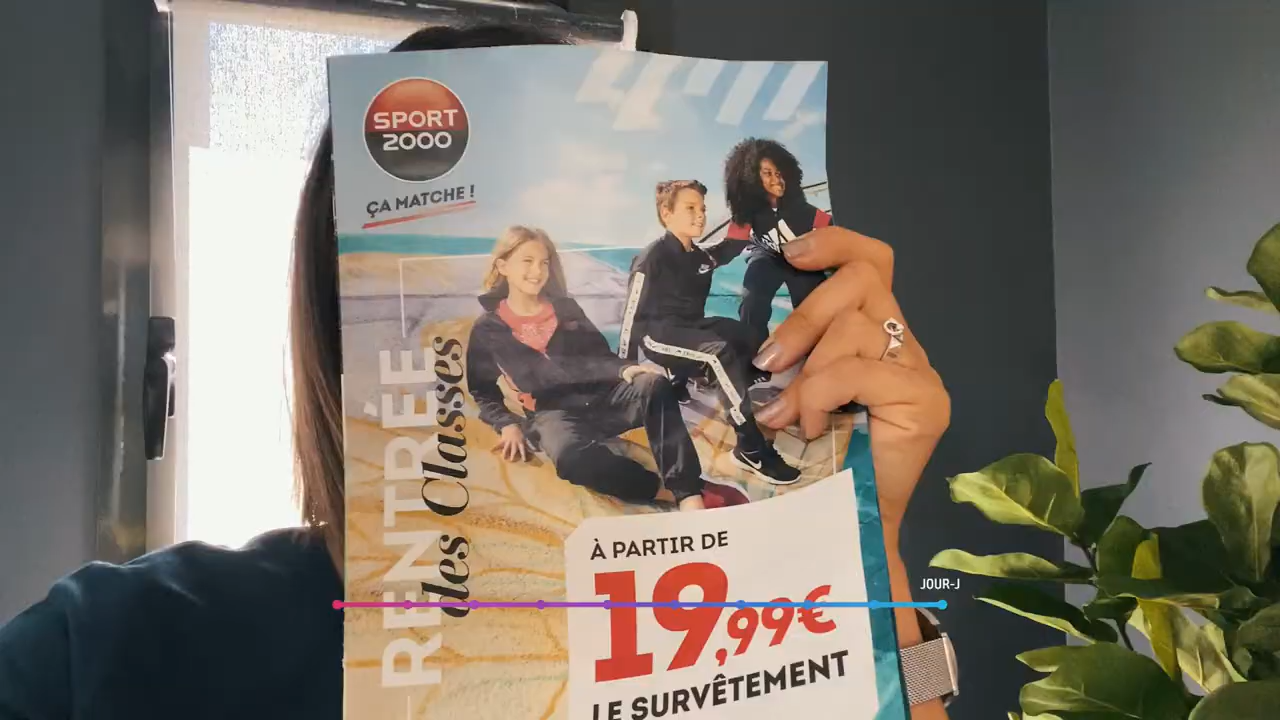 SPORT
2000
ÇA MATCHE !
RENTRÉE
des Classes
À PARTIR DE
19,99€
LE SURVÊTEMENT
JOUR-J